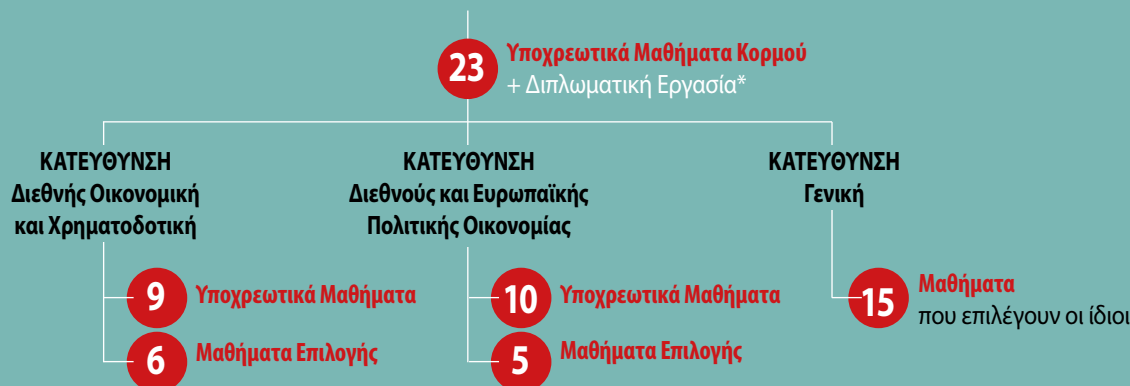 23
Υποχρεωτικά Μαθήματα Κορμού
+ Διπλωματική Εργασία*
ΚΑΤΕΥΘΥΝΣΗ
Διεθνής Οικονομική
και Χρηματοδοτική
9 Υποχρεωτικά Μαθήματα
6 Μαθήματα Επιλογής
ΚΑΤΕΥΘΥΝΣΗ
Διεθνούς και Ευρωπαϊκής
Πολιτικής Οικονομίας
10 Υποχρεωτικά Μαθήματα
5 Μαθήματα Επιλογής
ΚΑΤΕΥΘΥΝΣΗ
Γενική
15
Μαθήματα
που επιλέγουν οι ίδιοι